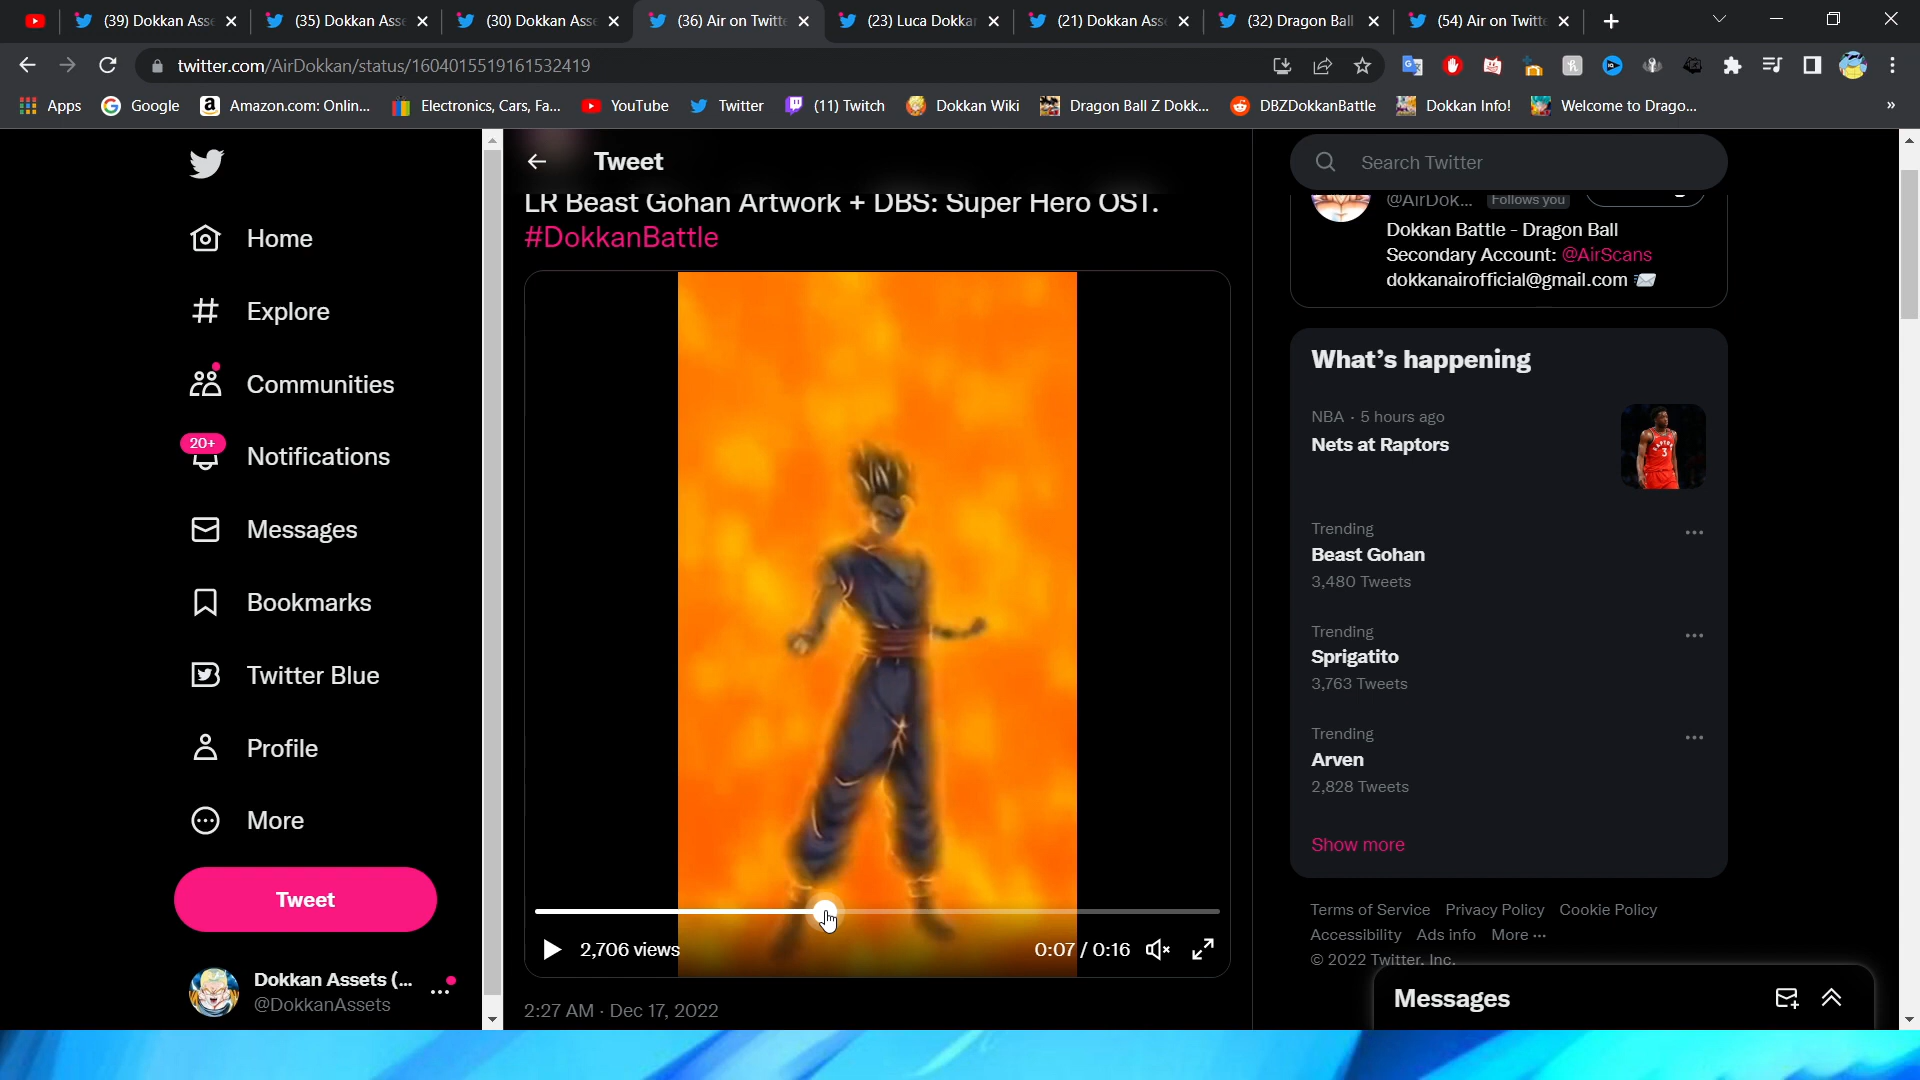 (39) Dokkan Ass
(35) Dokkan Ass
(30) Dokkan Ass
(36) Air on Twitte
(23) Luca Dokkan
(21) Dokkan Ass
(32) Dragon Ball
(54) Air on Twitte
twitter.com/AirDokkan/status/1604015519161532419
Apps
Google
Amazon.com: Onlin...
Electronics, Cars, Fa...
YouTube
Twitter
(11) Twitch
Dokkan Wiki
Dragon Ball Z Dokk...
DBZDokkanBattle
Dokkan Info!
Welcome to Drago...
Home
Explore
Communities
20+
Notifications
Messages
Bookmarks
Twitter Blue
Profile
More
Tweet
Dokkan Assets (...
@DokkanAssets
Tweet
LR Beast Gohan Artwork + DBS: Super Hero OST.
#DokkanBattle
2,706 views
0:07 / 0:16
2:27 AM · Dec 17, 2022
Search Twitter
@AirDok... Follows you
Dokkan Battle - Dragon Ball
Secondary Account: @AirScans
dokkanairofficial@gmail.com
What's happening
NBA · 5 hours ago
Nets at Raptors
Trending
Beast Gohan
3,480 Tweets
Trending
Sprigatito
3,763 Tweets
Trending
Arven
2,828 Tweets
Show more
Terms of Service Privacy Policy Cookie Policy
Accessibility Ads info More ···
© 2022 Twitter, Inc.
Messages